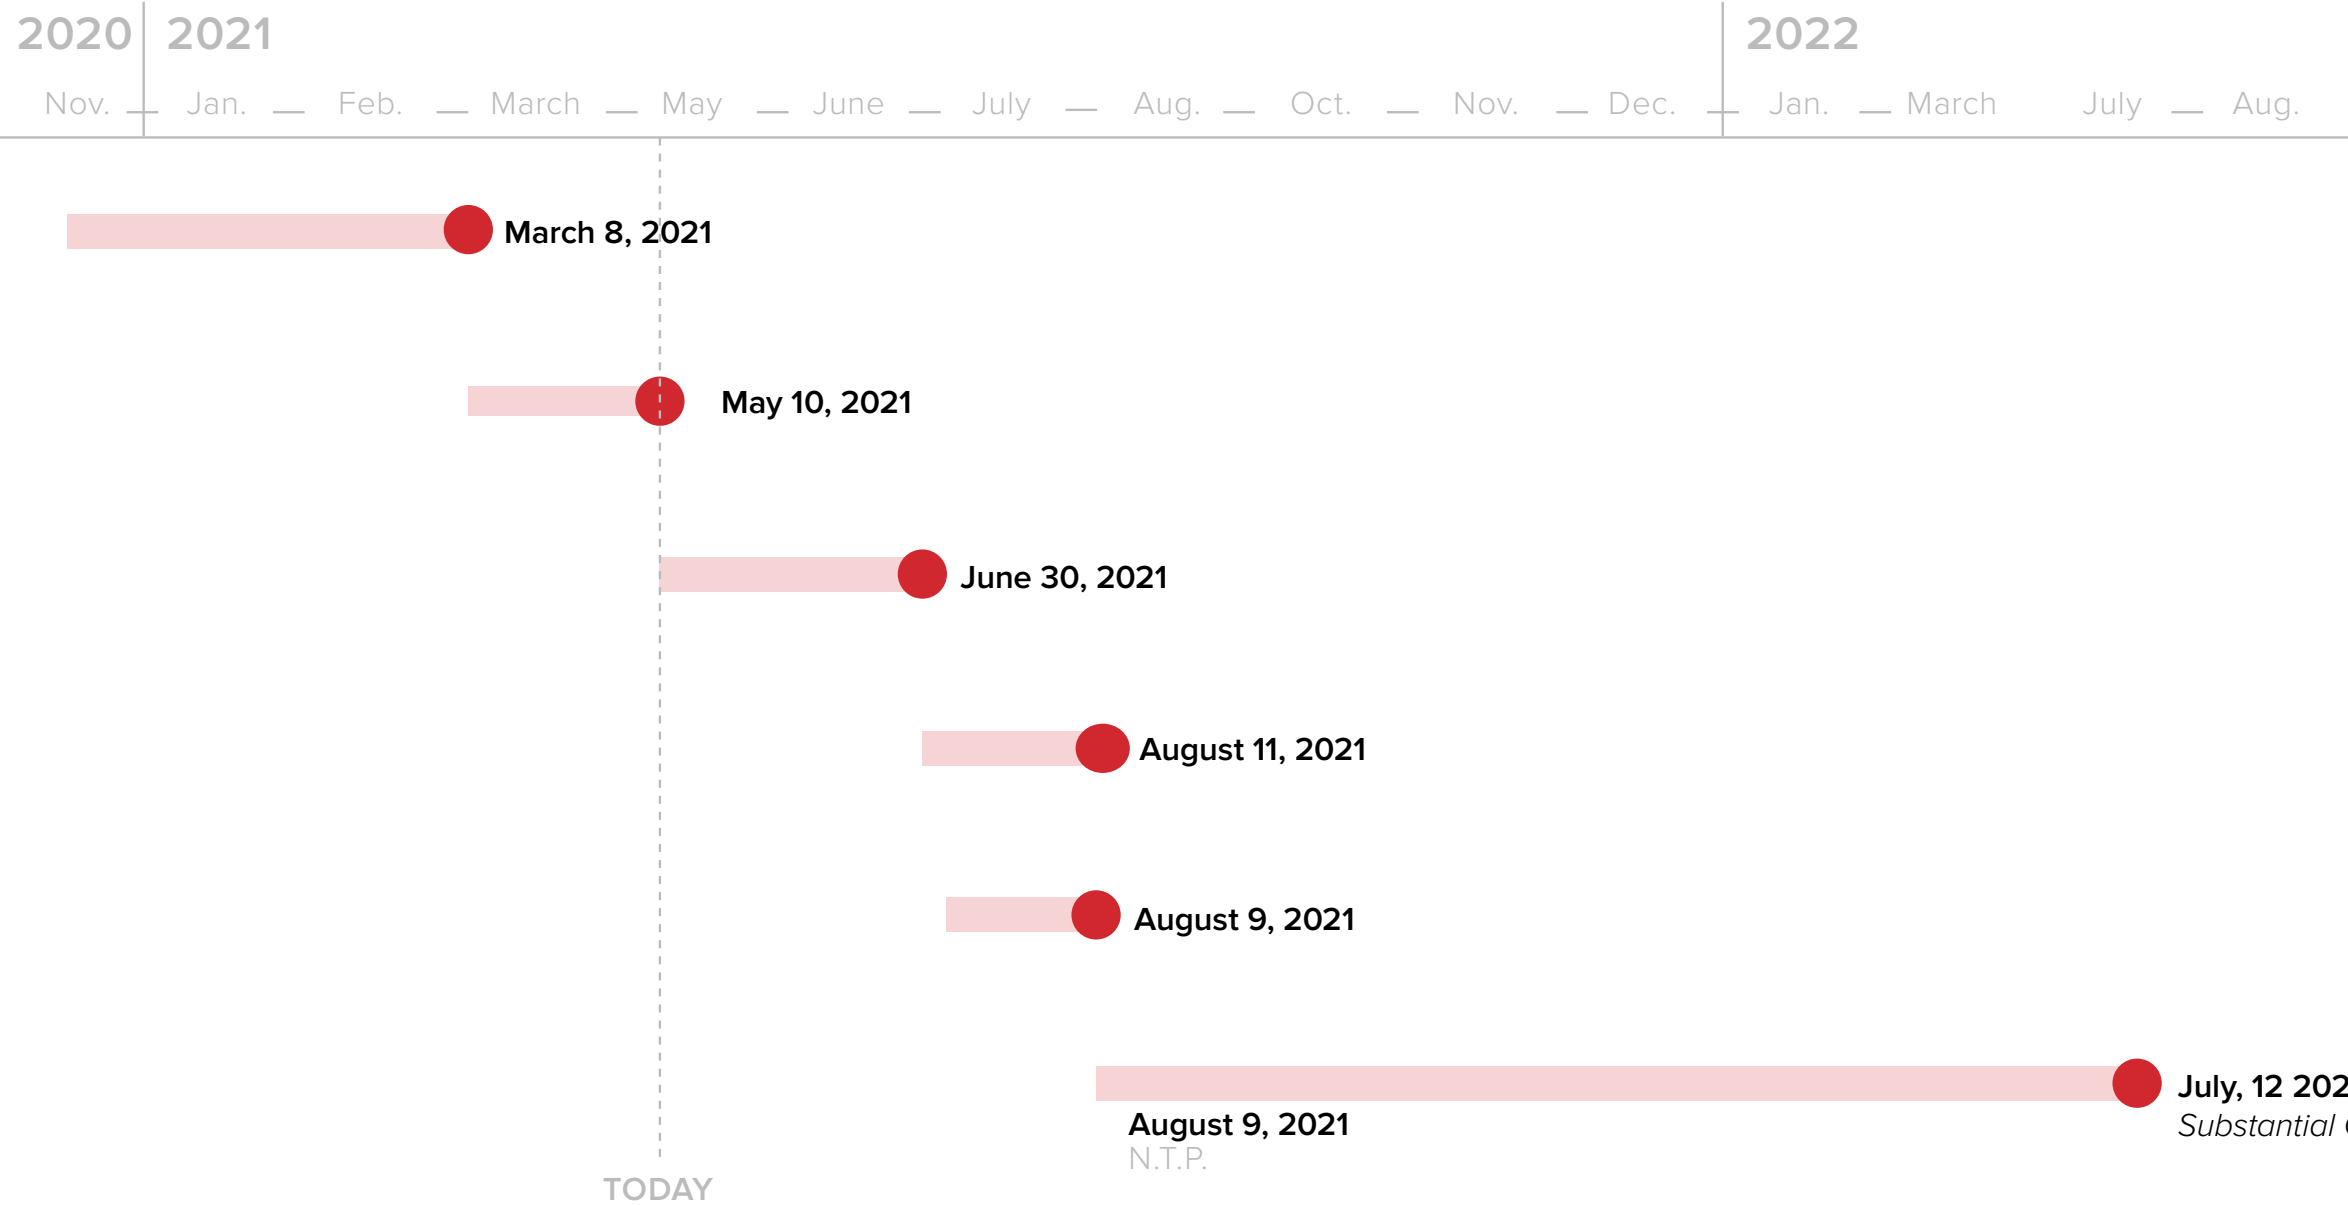 2020 2021 2022
Nov. — Jan. — Feb. — March — May — June — July — Aug. — Oct. — Nov. — Dec. — Jan. — March July — Aug.
March 8, 2021
May 10, 2021
June 30, 2021
August 11, 2021
August 9, 2021
July, 12 202
Substantial
August 9, 2021
N.T.P.
TODAY